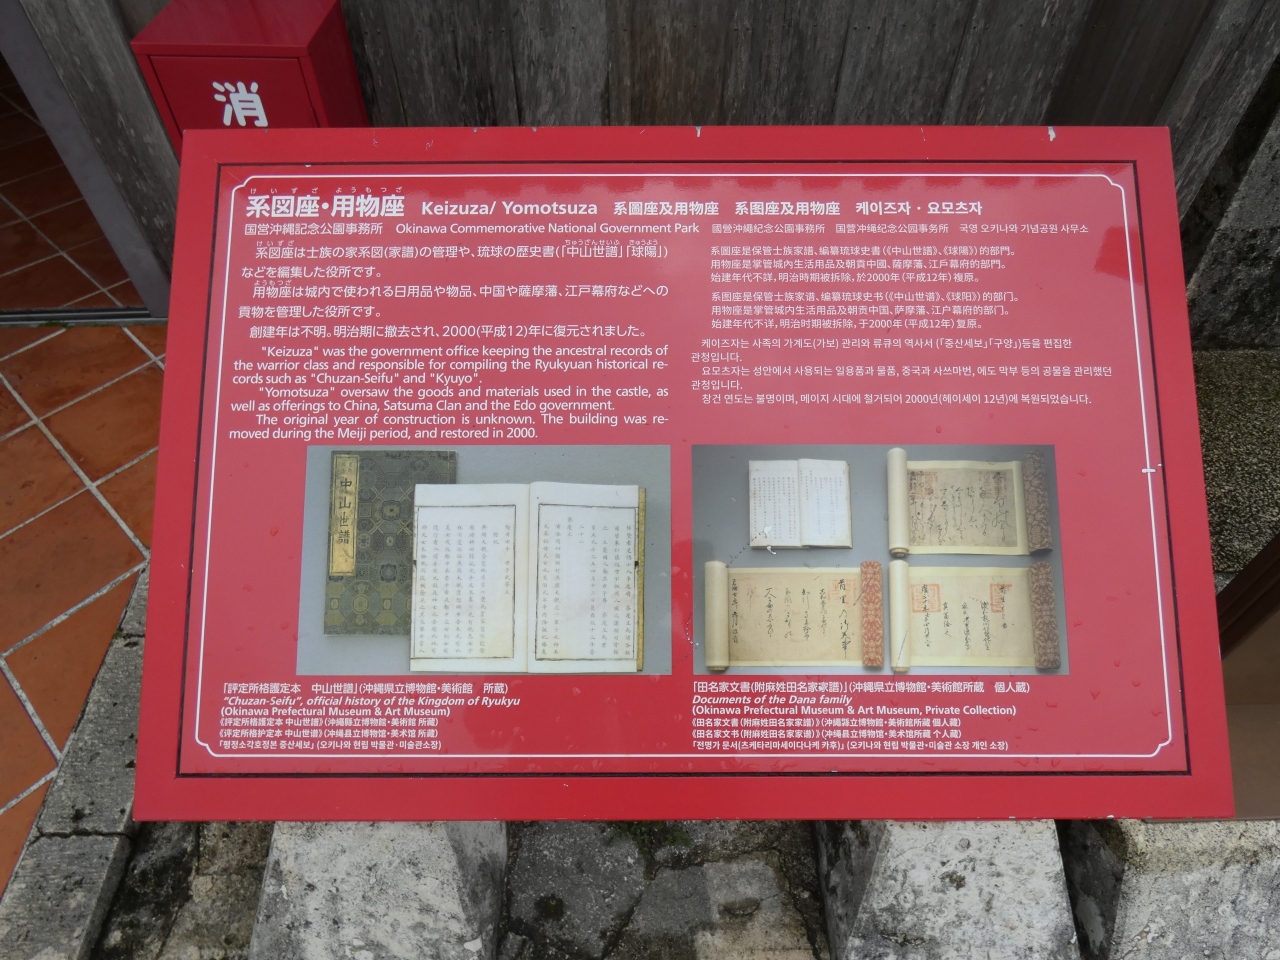 消
けいずざ ようもつざ
系図座・用物座 Keizuza/ Yomotsuza 系圖座及用物座 系图座及用物座 케이즈자・요모츠자
国営沖縄記念公園事務所 Okinawa Commemorative National Government Park 國營沖繩紀念公園事務所 国营冲绳纪念公园事务所 국영 오키나와 기념공원 사무소
けいずざ ちゅうざんせいふ きゅうよう
系図座は士族の家系図(家譜)の管理や、琉球の歴史書(「中山世譜」「球陽」)
などを編集した役所です。
ようもつざ
用物座は城内で使われる日用品や物品、中国や薩摩藩、江戸幕府などへの
貢物を管理した役所です。
創建年は不明。明治期に撤去され、2000(平成12)年に復元されました。
"Keizuza" was the government office keeping the ancestral records of
the warrior class and responsible for compiling the Ryukyuan historical re-
cords such as "Chuzan-Seifu" and "Kyuyo".
"Yomotsuza" oversaw the goods and materials used in the castle, as
well as offerings to China, Satsuma Clan and the Edo government.
The original year of construction is unknown. The building was re-
moved during the Meiji period, and restored in 2000.
系圖座是保管士族家譜、編纂琉球史書(《中山世譜》、《球陽》)的部門。
用物座是掌管城內生活用品及朝貢中國、薩摩藩、江戶幕府的部門。
始建年代不詳，明治時期被拆除，於2000年(平成12年)複原。
系图座是保管士族家谱、编纂琉球史书(《中山世谱》、《球阳》)的部门。
用物座是掌管城内生活用品及朝贡中国、萨摩藩、江户幕府的部门。
始建年代不详，明治时期被拆除，于2000年(平成12年)复原。
케이즈자는 사족의 가계도(가보) 관리와 류큐의 역사서 (「중산세보」「구양」)등을 편집한
관청입니다.
요모츠자는 성안에서 사용되는 일용품과 물품, 중국과 사쓰마번, 에도 막부 등의 공물을 관리했던
관청입니다.
창건 연도는 불명이며, 메이지 시대에 철거되어 2000년(헤이세이 12년)에 복원되었습니다.
中山世譜
「評定所格護定本 中山世譜」(沖縄県立博物館・美術館 所蔵)
"Chuzan-Seifu", official history of the Kingdom of Ryukyu
(Okinawa Prefectural Museum & Art Museum)
《評定所格護定本 中山世譜》(沖繩縣立博物館・美術館 所藏)
《评定所格护定本 中山世谱》(冲绳县立博物馆・美术馆 所藏)
「평정소각호정본 중산세보」(오키나와 현립 박물관・미술관소장)
「田名家文書(附麻姓田名家家譜)」(沖縄県立博物館・美術館所蔵 個人蔵)
Documents of the Dana family
(Okinawa Prefectural Museum & Art Museum, Private Collection)
《田名家文書(附麻姓田名家家譜)》(沖繩縣立博物館・美術館所藏 個人藏)
《田名家文书(附麻姓田名家家谱)》(冲绳县立博物馆・美术馆所藏 个人藏)
「전명가 문서(츠케타리마세이다나케 카후)」(오키나와 현립 박물관・미술관 소장 개인 소장)